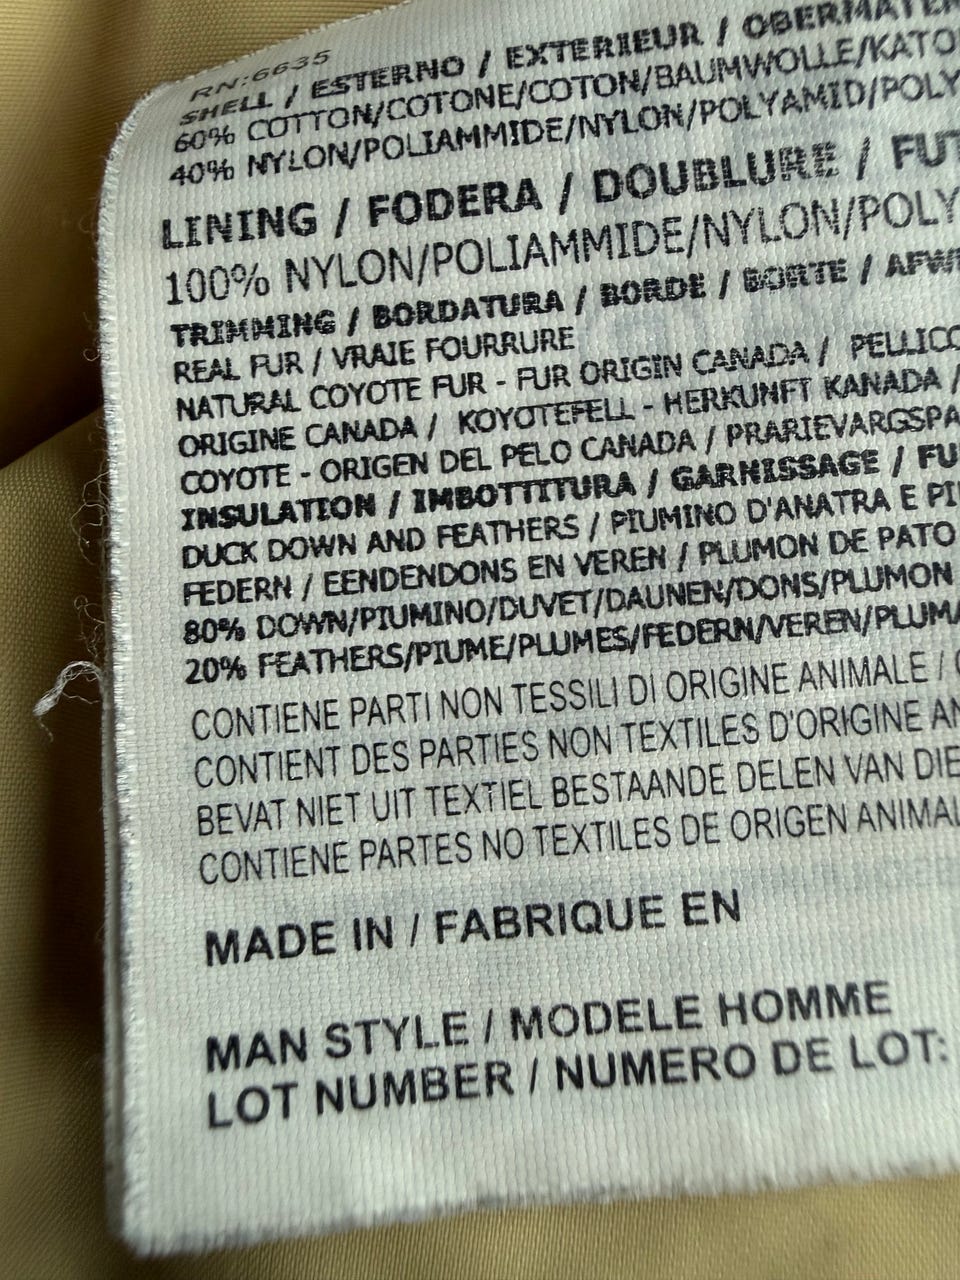 RN:6635
SHELL / ESTERNO / EXTERIEUR / OBERMATER
60% COTTON/COTONE/COTON/BAUMWOLLE/KATO
40% NYLON/POLIAMMIDE/NYLON/POLYAMID/POLY
LINING / FODERA / DOUBLURE / FUT
100% NYLON/POLIAMMIDE/NYLON/POLY
TRIMMING / BORDATURA / BORDE / BORTE / AFW
REAL FUR / VRAIE FOURRURE
NATURAL COYOTE FUR - FUR ORIGIN CANADA / PELLICC
ORIGINE CANADA / KOYOTEFELL - HERKUNFT KANADA /
COYOTE - ORIGEN DEL PELO CANADA / PRARIEVARGSPA
INSULATION / IMBOTTITURA / GARNISSAGE / FU
DUCK DOWN AND FEATHERS / PIUMINO D'ANATRA E PI
FEDERN / EENDENDONS EN VEREN / PLUMON DE PATO
80% DOWN/PIUMINO/DUVET/DAUNEN/DONS/PLUMON
20% FEATHERS/PIUME/PLUMES/FEDERN/VEREN/PLUMA
CONTIENE PARTI NON TESSILI DI ORIGINE ANIMALE /
CONTIENT DES PARTIES NON TEXTILES D'ORIGINE AN
BEVAT NIET UIT TEXTIEL BESTAANDE DELEN VAN DIE
CONTIENE PARTES NO TEXTILES DE ORIGEN ANIMAL
MADE IN / FABRIQUE EN
MAN STYLE / MODELE HOMME
LOT NUMBER / NUMERO DE LOT: